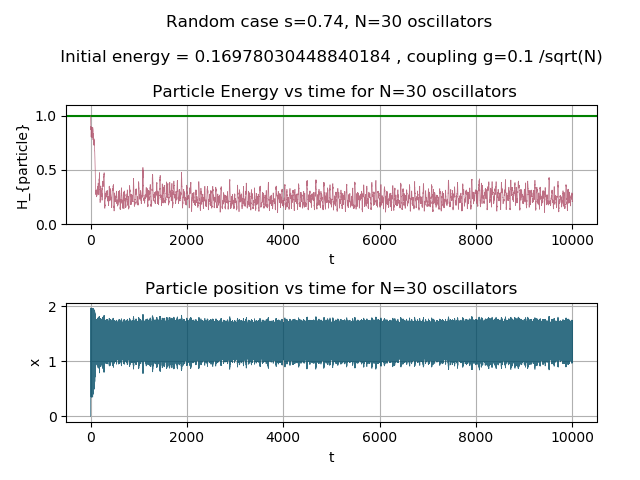 Random case s=0.74, N=30 oscillators
Initial energy = 0.16978030448840184 , coupling g=0.1 /sqrt(N)
Particle Energy vs time for N=30 oscillators
H_{particle}
1.0
0.5
0.0
0 2000 4000 6000 8000 10000
t
Particle position vs time for N=30 oscillators
x
2
1
0
0 2000 4000 6000 8000 10000
t